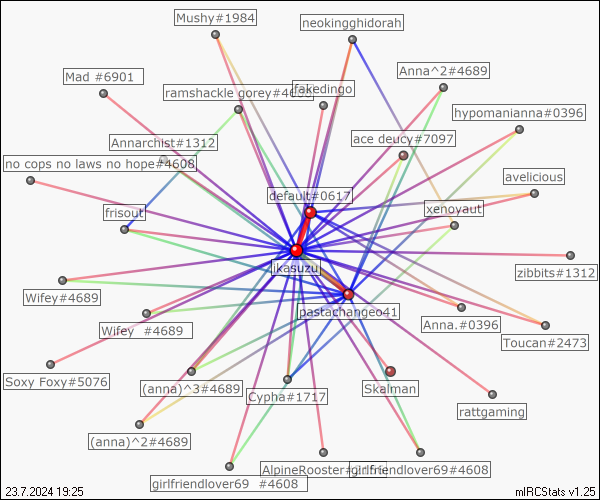 Mushy#1984
neokingghidorah
Anna^2#4689
Mad #6901
ramshackle gorey#4689
fakedingo
hypomanianna#0396
Annarchist#1312
ace deucy#7097
no cops no laws no hope#4608
avelicious
default#0617
frisout
xenoyaut
jikasuzuj
zibbits#1312
Wifey#4689
pastachangeo41
Wifey #4689
Anna.#0396
Toucan#2473
Soxy Foxy#5076
(anna)^3#4689
Cypha#1717
Skalman
rattgaming
(anna)^2#4689
AlpineRooster#
girlfriendlover69#4608
girlfriendlover69 #4608
23.7.2024 19:25
mIRCStats v1.25